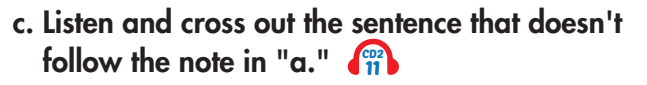 c. Listen and cross out the sentence that doesn't
follow the note in "a."
CD2
11